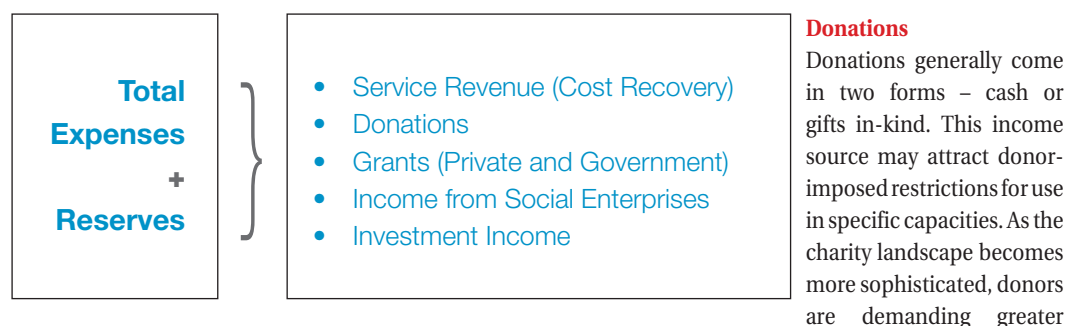 Total
Expenses
+
Reserves
• Service Revenue (Cost Recovery)
• Donations
• Grants (Private and Government)
• Income from Social Enterprises
• Investment Income
Donations
Donations generally come
in two forms – cash or
gifts in-kind. This income
source may attract donor-
imposed restrictions for use
in specific capacities. As the
charity landscape becomes
more sophisticated, donors
are demanding greater